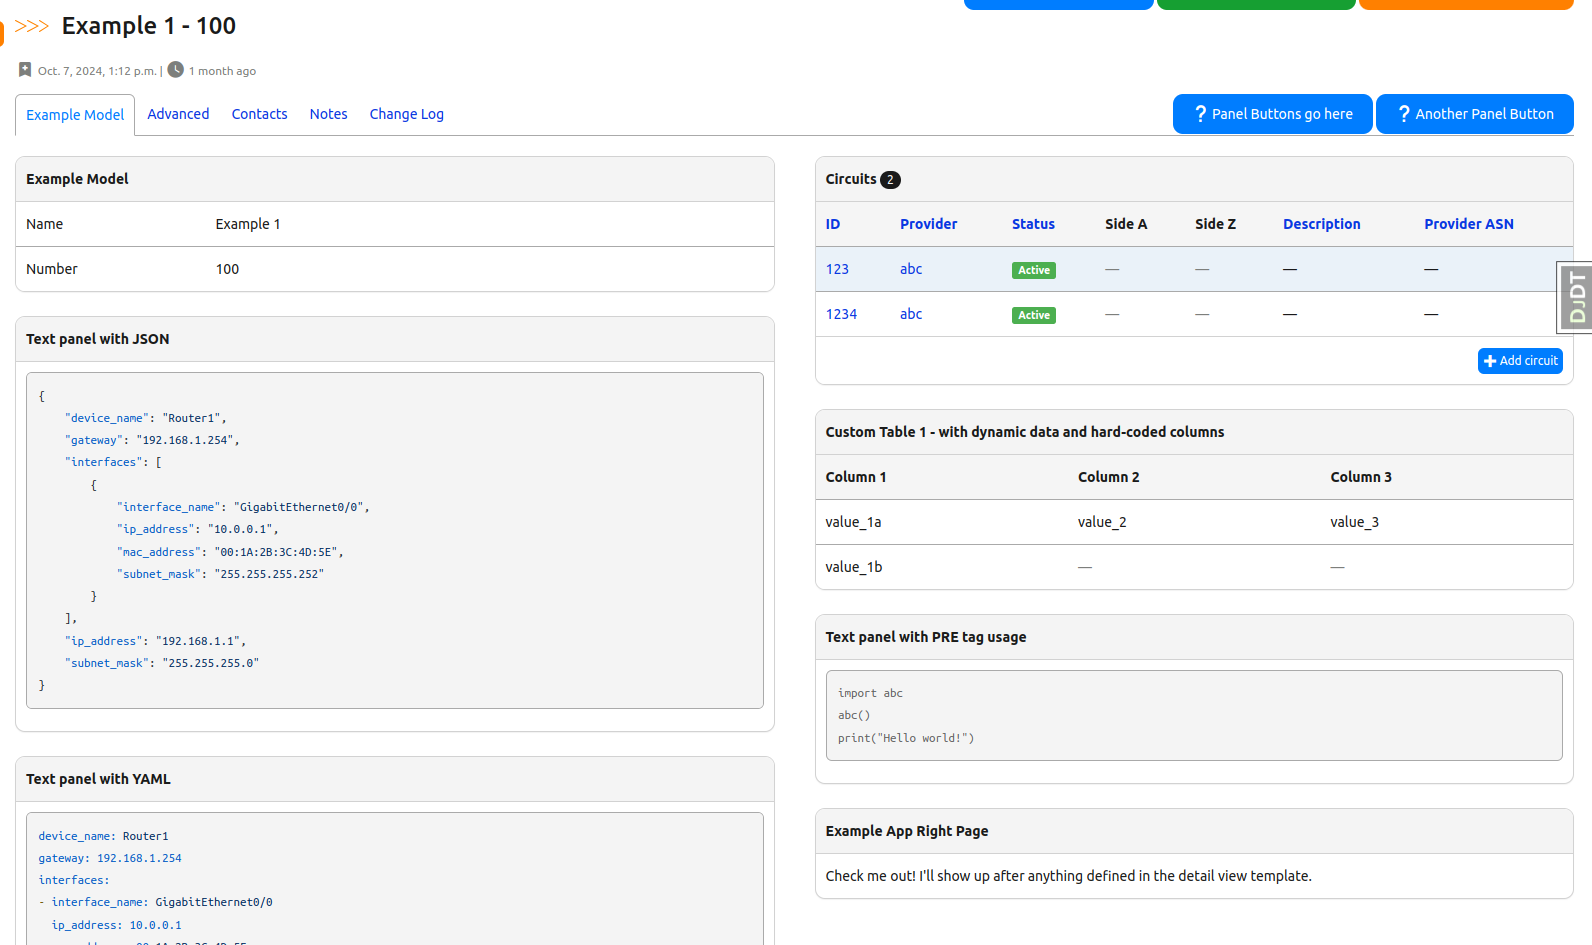 >>> Example 1 - 100
Oct. 7, 2024, 1:12 p.m. | 1 month ago
Example Model Advanced Contacts Notes Change Log
? Panel Buttons go here ? Another Panel Button
Example Model
Name Example 1
Number 100
Text panel with JSON
{
    "device_name": "Router1",
    "gateway": "192.168.1.254",
    "interfaces": [
        {
            "interface_name": "GigabitEthernet0/0",
            "ip_address": "10.0.0.1",
            "mac_address": "00:1A:2B:3C:4D:5E",
            "subnet_mask": "255.255.255.252"
        }
    ],
    "ip_address": "192.168.1.1",
    "subnet_mask": "255.255.255.0"
}
Text panel with YAML
device_name: Router1
gateway: 192.168.1.254
interfaces:
- interface_name: GigabitEthernet0/0
  ip_address: 10.0.0.1
Circuits 2
ID Provider Status Side A Side Z Description Provider ASN
123 abc Active — — — —
1234 abc Active — — — —
+ Add circuit
Custom Table 1 - with dynamic data and hard-coded columns
Column 1 Column 2 Column 3
value_1a value_2 value_3
value_1b — —
Text panel with PRE tag usage
import abc
abc()
print("Hello world!")
Example App Right Page
Check me out! I'll show up after anything defined in the detail view template.
DJDT